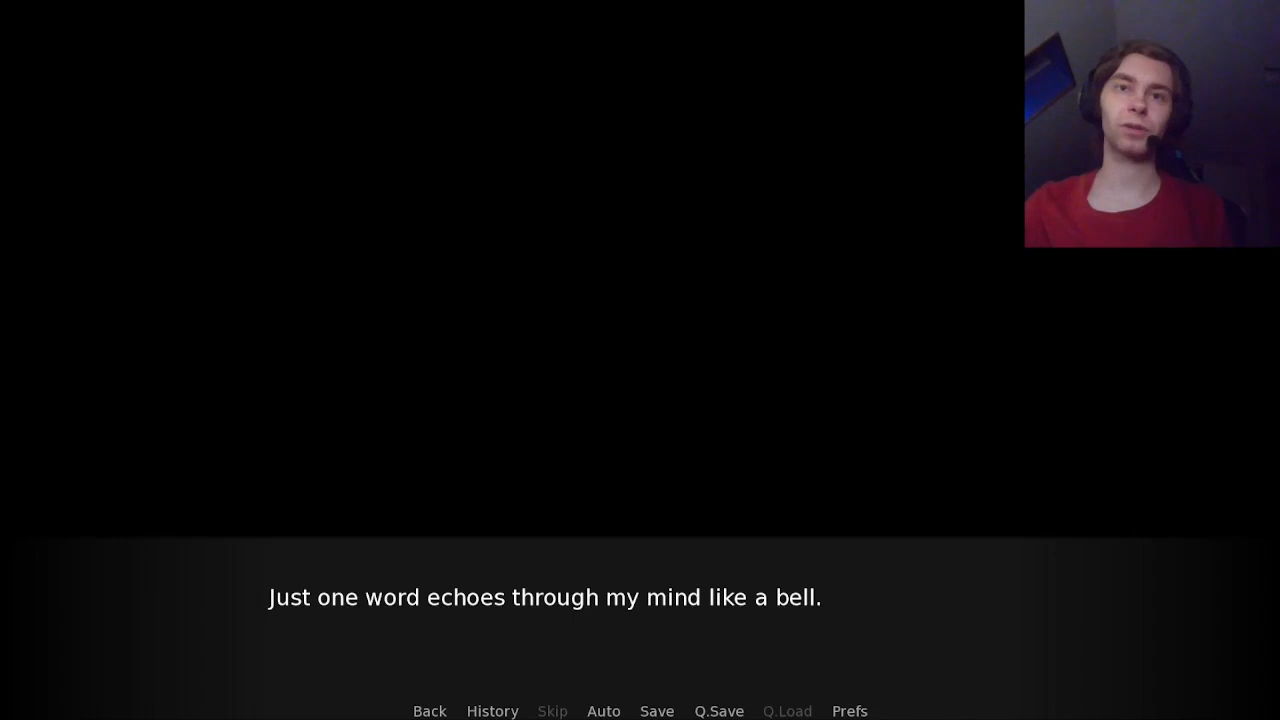 Just one word echoes through my mind like a bell.
Back History Skip Auto Save Q.Save Q.Load Prefs